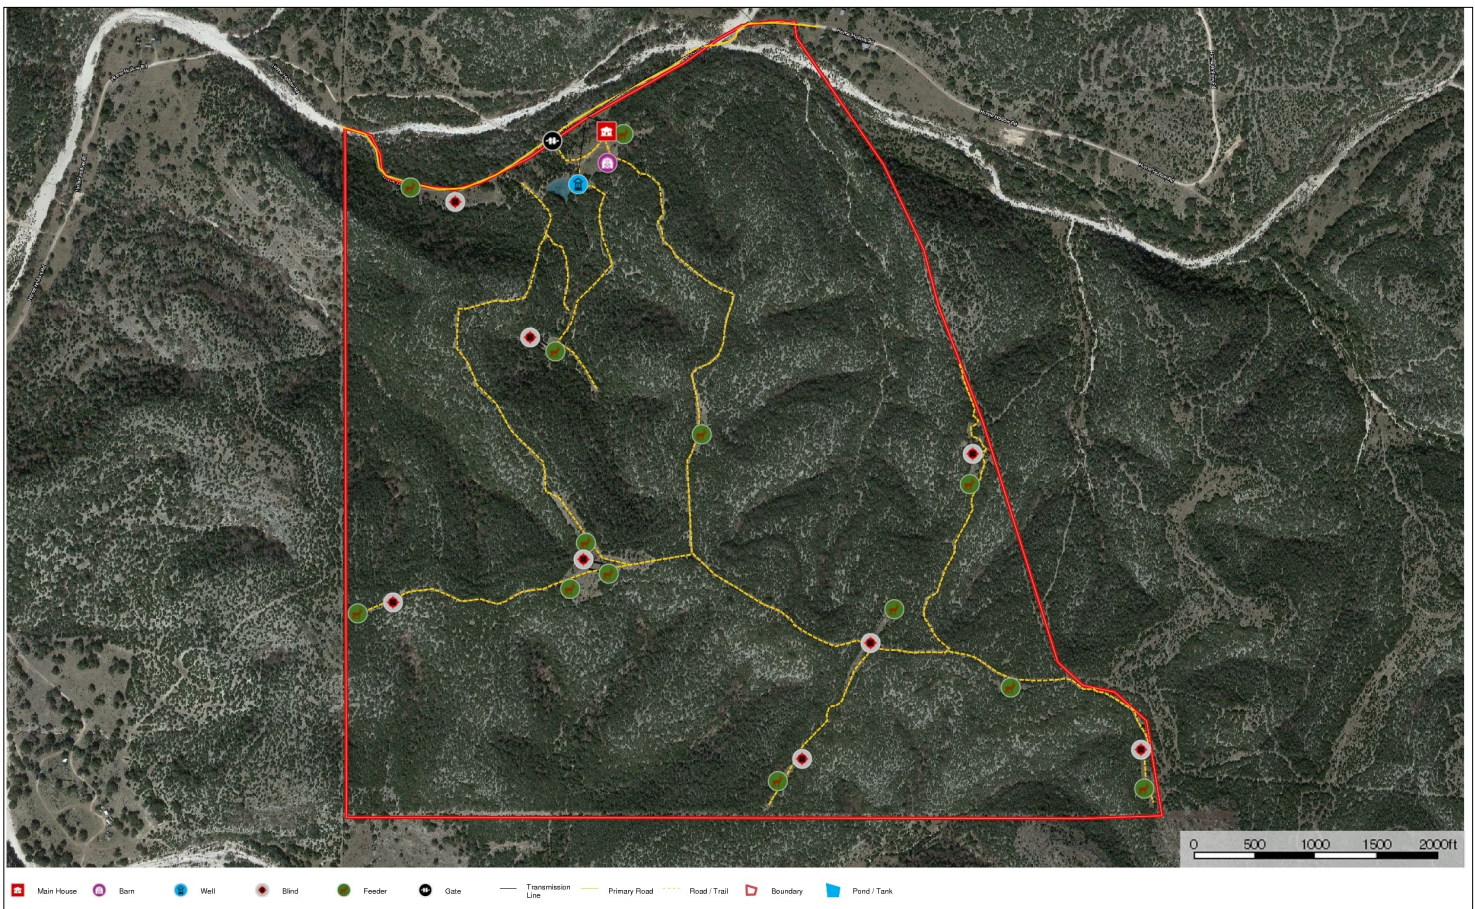 0 500 1000 1500 2000ft
Main House
Barn
Well
Blind
Feeder
Gate
Transmission
Line
Primary Road
Road / Trail
Boundary
Pond / Tank